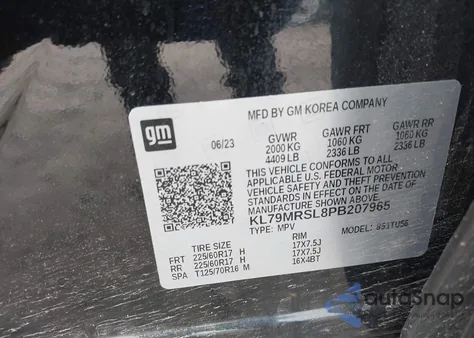 MFD BY GM KOREA COMPANY
gm
06/23 GVWR GAWR FRT GAWR RR
2000 KG 1060 KG 1060 KG
4409 LB 2336 LB 2336 LB
THIS VEHICLE CONFORMS TO ALL
APPLICABLE U.S. FEDERAL MOTOR
VEHICLE SAFETY AND THEFT PREVENTION
STANDARDS IN EFFECT ON THE DATE OF
MANUFACTURE SHOWN ABOVE.
KL79MRSL8PB207965
TYPE: MPV
TIRE SIZE RIM
FRT 225/60R17 H 17X7.5J
RR 225/60R17 H 17X7.5J
SPA T125/70R16 M 16X4BT
autosnap